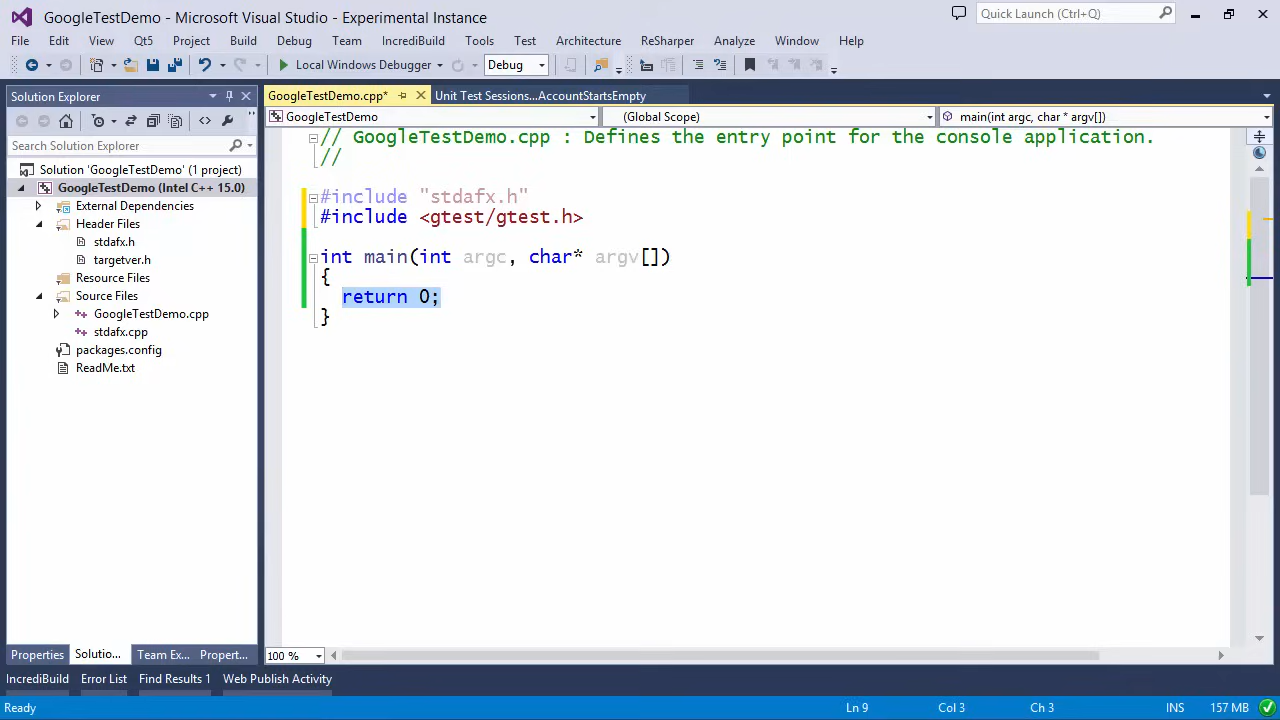 GoogleTestDemo - Microsoft Visual Studio - Experimental Instance
Quick Launch (Ctrl+Q)
File Edit View Qt5 Project Build Debug Team IncrediBuild Tools Test Architecture ReSharper Analyze Window Help
Local Windows Debugger Debug
Solution Explorer
GoogleTestDemo.cpp* Unit Test Sessions...AccountStartsEmpty
GoogleTestDemo (Global Scope) main(int argc, char * argv[])
Search Solution Explorer
Solution 'GoogleTestDemo' (1 project)
GoogleTestDemo (Intel C++ 15.0)
External Dependencies
Header Files
stdafx.h
targetver.h
Resource Files
Source Files
GoogleTestDemo.cpp
stdafx.cpp
packages.config
ReadMe.txt
// GoogleTestDemo.cpp : Defines the entry point for the console application.
//
#include "stdafx.h"
#include <gtest/gtest.h>
int main(int argc, char* argv[])
{
return 0;
}
100 %
Properties Solutio... Team Ex... Propert...
IncrediBuild Error List Find Results 1 Web Publish Activity
Ready Ln 9 Col 3 Ch 3 INS 157 MB